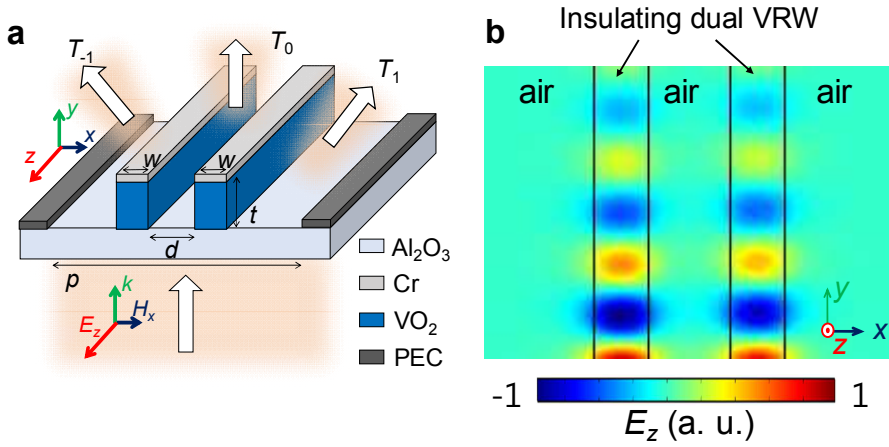 a
T-1
T0
T1
y
x
z
w
w
t
d
p
k
Hx
Ez
Al2O3
Cr
VO2
PEC
b
Insulating dual VRW
air
air
air
y
z
x
-1
1
Ez (a. u.)